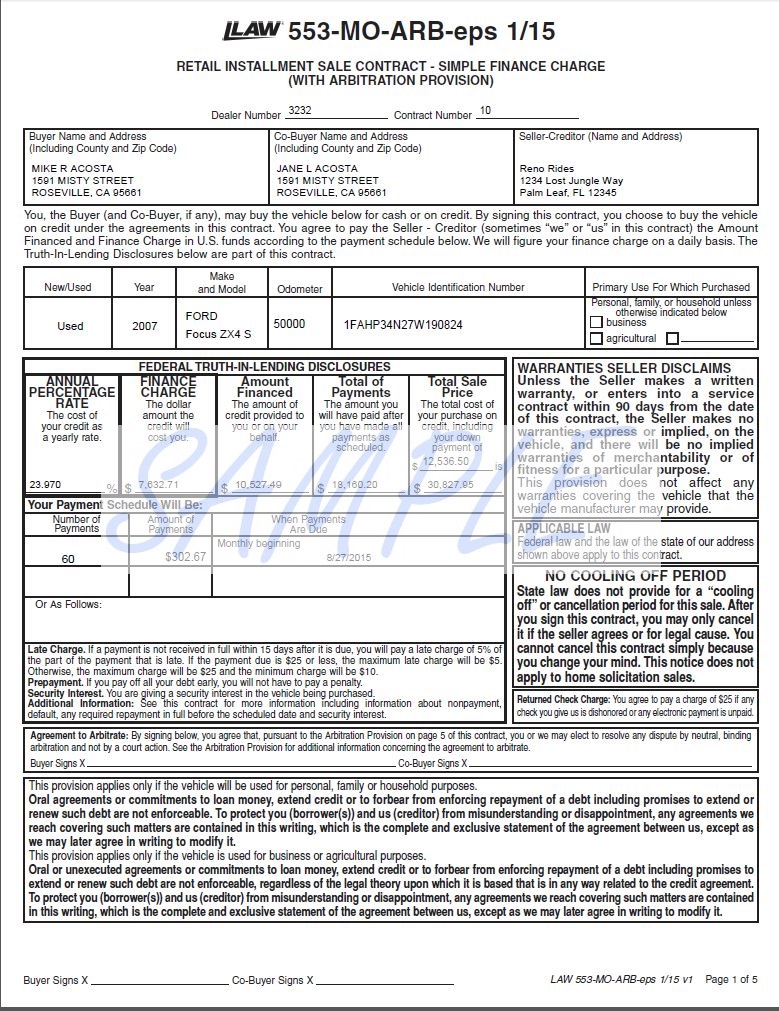 LAW 553-MO-ARB-eps 1/15
RETAIL INSTALLMENT SALE CONTRACT - SIMPLE FINANCE CHARGE
(WITH ARBITRATION PROVISION)
Dealer Number 3232 Contract Number 10
Buyer Name and Address
(Including County and Zip Code)
MIKE R ACOSTA
1591 MISTY STREET
ROSEVILLE, CA 95661
Co-Buyer Name and Address
(Including County and Zip Code)
JANE L ACOSTA
1591 MISTY STREET
ROSEVILLE, CA 95661
Seller-Creditor (Name and Address)
Reno Rides
1234 Lost Jungle Way
Palm Leaf, FL 12345
You, the Buyer (and Co-Buyer, if any), may buy the vehicle below for cash or on credit. By signing this contract, you choose to buy the vehicle
on credit under the agreements in this contract. You agree to pay the Seller - Creditor (sometimes “we” or “us” in this contract) the Amount
Financed and Finance Charge in U.S. funds according to the payment schedule below. We will figure your finance charge on a daily basis. The
Truth-In-Lending Disclosures below are part of this contract.
New/Used
Used
Year
2007
Make
and Model
FORD
Focus ZX4 S
Odometer
50000
Vehicle Identification Number
1FAHP34N27W190824
Primary Use For Which Purchased
Personal, family, or household unless
otherwise indicated below
business
agricultural
FEDERAL TRUTH-IN-LENDING DISCLOSURES
ANNUAL
PERCENTAGE
RATE
The cost of
your credit as
a yearly rate.
23.970 %
FINANCE
CHARGE
The dollar
amount the
credit will
cost you.
$ 7,632.71
Amount
Financed
The amount of
credit provided to
you or on your
behalf.
$ 10,527.49
Total of
Payments
The amount you
will have paid after
you have made all
payments as
scheduled.
$ 18,160.20
Total Sale
Price
The total cost of
your purchase on
credit, including
your down
payment of
$ 12,536.50 is
$ 30,827.95
Your Payment Schedule Will Be:
Number of
Payments
60
Amount of
Payments
$302.67
When Payments
Are Due
Monthly beginning
8/27/2015
Or As Follows:
Late Charge. If a payment is not received in full within 15 days after it is due, you will pay a late charge of 5% of
the part of the payment that is late. If the payment due is $25 or less, the maximum late charge will be $5.
Otherwise, the maximum charge will be $25 and the minimum charge will be $10.
Prepayment. If you pay off all your debt early, you will not have to pay a penalty.
Security Interest. You are giving a security interest in the vehicle being purchased.
Additional Information: See this contract for more information including information about nonpayment,
default, any required repayment in full before the scheduled date and security interest.
WARRANTIES SELLER DISCLAIMS
Unless the Seller makes a written
warranty, or enters into a service
contract within 90 days from the date
of this contract, the Seller makes no
warranties, express or implied, on the
vehicle, and there will be no implied
warranties of merchantability or of
fitness for a particular purpose.
This provision does not affect any
warranties covering the vehicle that the
vehicle manufacturer may provide.
APPLICABLE LAW
Federal law and the law of the state of our address
shown above apply to this contract.
NO COOLING OFF PERIOD
State law does not provide for a “cooling
off” or cancellation period for this sale. After
you sign this contract, you may only cancel
it if the seller agrees or for legal cause. You
cannot cancel this contract simply because
you change your mind. This notice does not
apply to home solicitation sales.
Returned Check Charge: You agree to pay a charge of $25 if any
check you give us is dishonored or any electronic payment is unpaid.
SAMPLE
Agreement to Arbitrate: By signing below, you agree that, pursuant to the Arbitration Provision on page 5 of this contract, you or we may elect to resolve any dispute by neutral, binding
arbitration and not by a court action. See the Arbitration Provision for additional information concerning the agreement to arbitrate.
Buyer Signs X Co-Buyer Signs X
This provision applies only if the vehicle will be used for personal, family or household purposes.
Oral agreements or commitments to loan money, extend credit or to forbear from enforcing repayment of a debt including promises to extend or
renew such debt are not enforceable. To protect you (borrower(s)) and us (creditor) from misunderstanding or disappointment, any agreements we
reach covering such matters are contained in this writing, which is the complete and exclusive statement of the agreement between us, except as
we may later agree in writing to modify it.
This provision applies only if the vehicle is used for business or agricultural purposes.
Oral or unexecuted agreements or commitments to loan money, extend credit or to forbear from enforcing repayment of a debt including promises to
extend or renew such debt are not enforceable, regardless of the legal theory upon which it is based that is in any way related to the credit agreement.
To protect you (borrower(s)) and us (creditor) from misunderstanding or disappointment, any agreements we reach covering such matters are contained
in this writing, which is the complete and exclusive statement of the agreement between us, except as we may later agree in writing to modify it.
Buyer Signs X Co-Buyer Signs X LAW 553-MO-ARB-eps 1/15 v1 Page 1 of 5